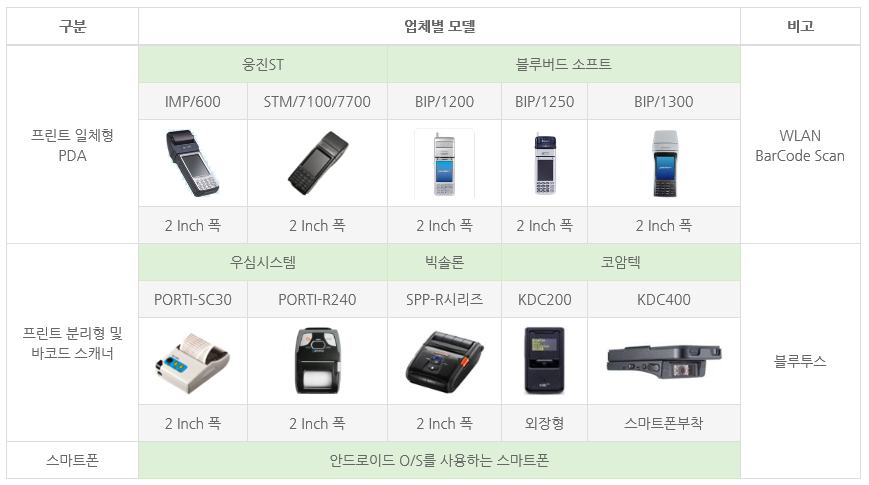 구분 업체별 모델 비고
웅진ST 블루버드 소프트
IMP/600 STM/7100/7700 BIP/1200 BIP/1250 BIP/1300
프린트 일체형
PDA
WLAN
BarCode Scan
2 Inch 폭 2 Inch 폭 2 Inch 폭 2 Inch 폭 2 Inch 폭
우심시스템 빅솔론 코암텍
PORTI-SC30 PORTI-R240 SPP-R시리즈 KDC200 KDC400
프린트 분리형 및
바코드 스캐너
블루투스
2 Inch 폭 2 Inch 폭 2 Inch 폭 외장형 스마트폰부착
스마트폰 안드로이드 O/S를 사용하는 스마트폰